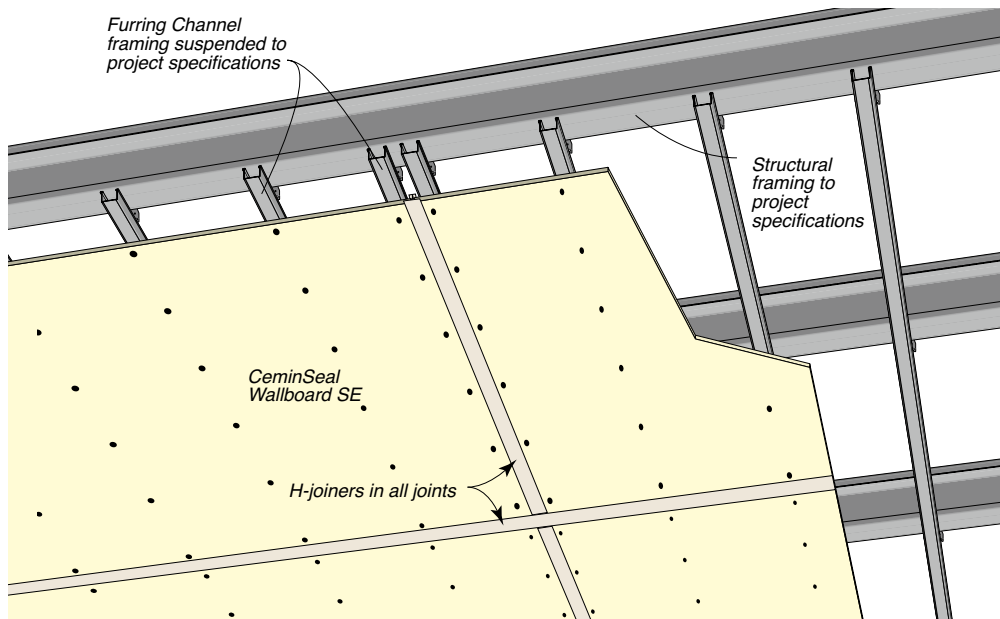 Furring Channel
framing suspended to
project specifications
Structural
framing to
project
specifications
CeminSeal
Wallboard SE
H-joiners in all joints